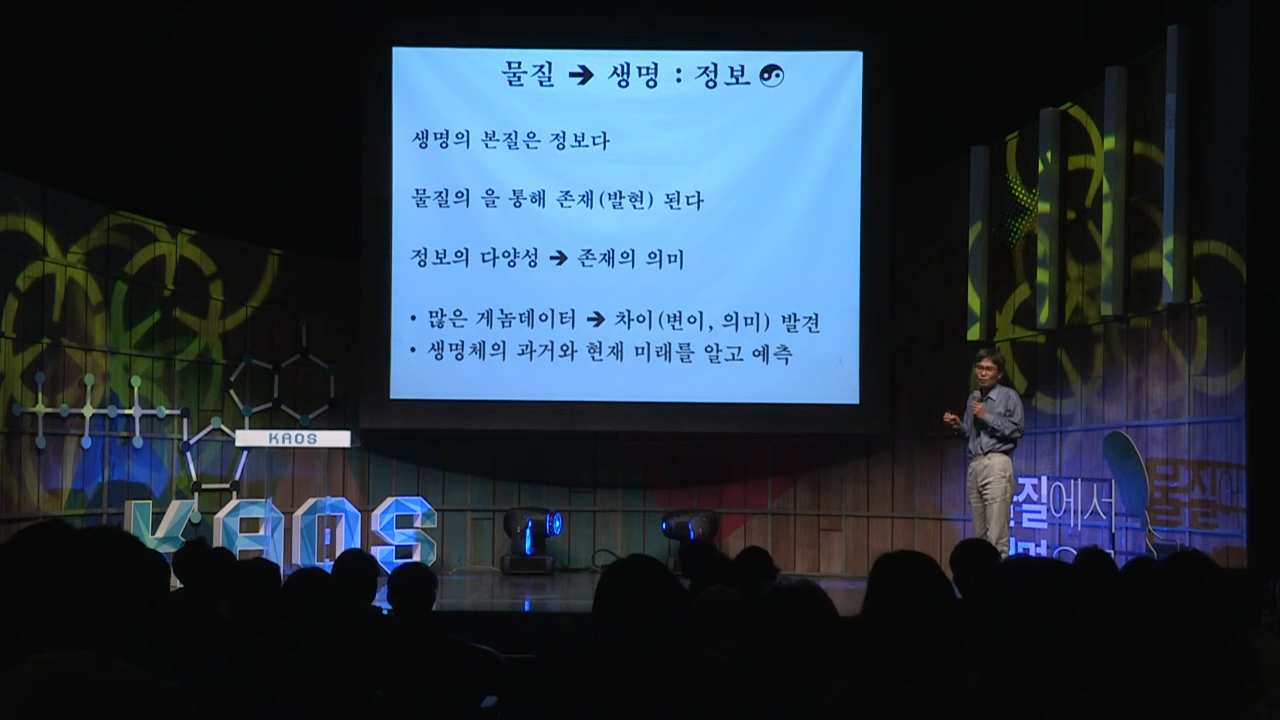 물질 ➔ 생명 : 정보 ☯
생명의 본질은 정보다
물질의 을 통해 존재(발현) 된다
정보의 다양성 ➔ 존재의 의미
• 많은 게놈데이터 ➔ 차이(변이, 의미) 발견
• 생명체의 과거와 현재 미래를 알고 예측
KAOS
KAOS
질에서
물질에